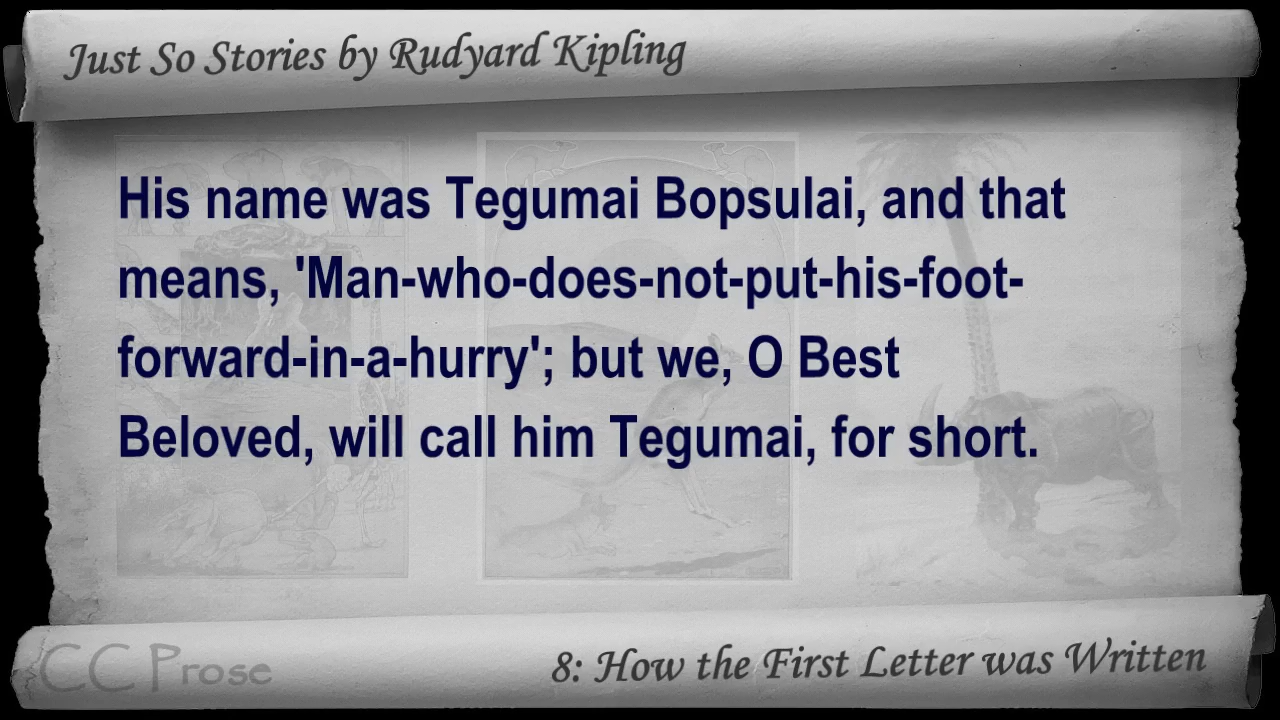 Just So Stories by Rudyard Kipling
His name was Tegumai Bopsulai, and that
means, 'Man-who-does-not-put-his-foot-
forward-in-a-hurry'; but we, O Best
Beloved, will call him Tegumai, for short.
CC Prose
8: How the First Letter was Written